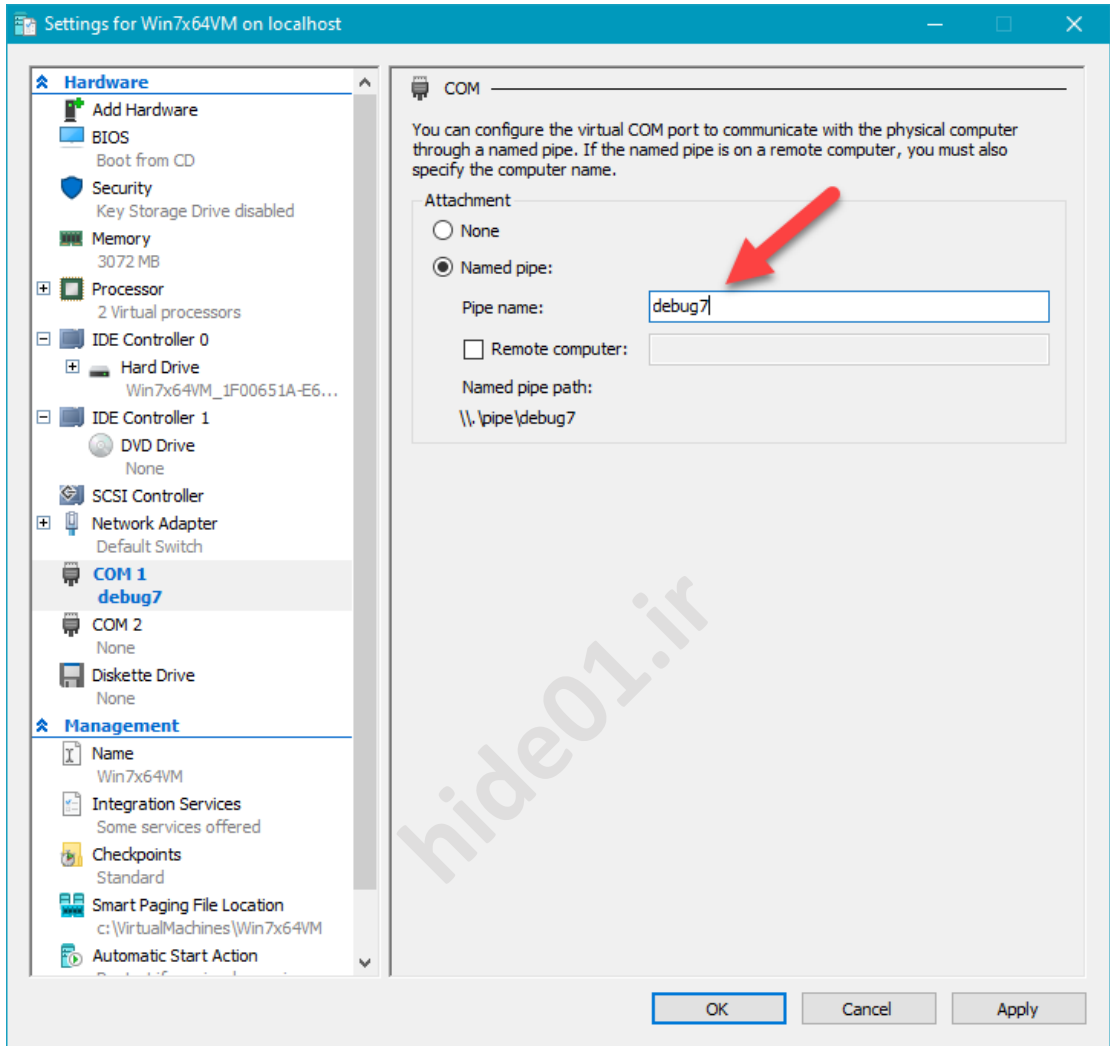 Settings for Win7x64VM on localhost
Hardware
Add Hardware
BIOS
Boot from CD
Security
Key Storage Drive disabled
Memory
3072 MB
Processor
2 Virtual processors
IDE Controller 0
Hard Drive
Win7x64VM_1F00651A-E6...
IDE Controller 1
DVD Drive
None
SCSI Controller
Network Adapter
Default Switch
COM 1
debug7
COM 2
None
Diskette Drive
None
Management
Name
Win7x64VM
Integration Services
Some services offered
Checkpoints
Standard
Smart Paging File Location
c:\VirtualMachines\Win7x64VM
Automatic Start Action
COM
You can configure the virtual COM port to communicate with the physical computer
through a named pipe. If the named pipe is on a remote computer, you must also
specify the computer name.
Attachment
None
Named pipe:
Pipe name: debug7
Remote computer:
Named pipe path:
\\.\pipe\debug7
hide01.ir
OK Cancel Apply